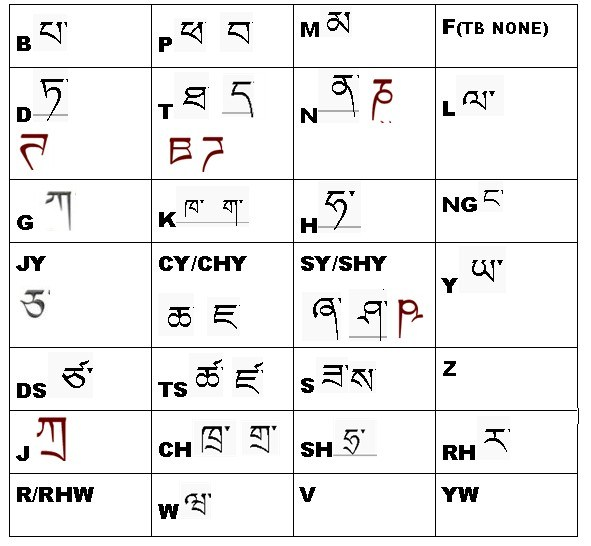 B པ་ P ཕ བ M མ་ F(TB NONE)
D ཏ་ T ཐ ད N ན་ ཎ L ལ་
ཊ ཋ ཌ
G ཀ K ཁ་ ག་ H ཧ་ NG ང་
JY CY/CHY SY/SHY Y ཡ་
ཅ་ ཆ ཇ ཞ་ ཤ་ ཥ
DS ཙ་ TS ཚ་ ཛ་ S ཟ་ས་ Z
J ཀྲ CH ཁྲ་ གྲ་ SH RH ར་
R/RHW W V YW